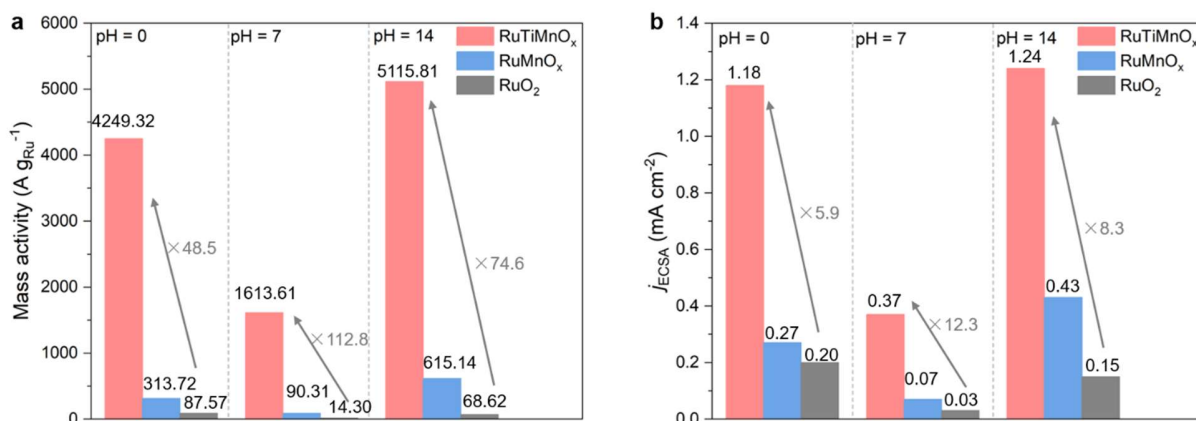 a
Mass activity (A gRu⁻¹)
6000
5000
4000
3000
2000
1000
0
pH = 0
pH = 7
pH = 14
RuTiMnOₓ
RuMnOₓ
RuO₂
4249.32
313.72
87.57
× 48.5
1613.61
90.31
14.30
× 112.8
5115.81
615.14
68.62
× 74.6
b
jECSA (mA cm⁻²)
1.4
1.2
1.0
0.8
0.6
0.4
0.2
0.0
pH = 0
pH = 7
pH = 14
RuTiMnOₓ
RuMnOₓ
RuO₂
1.18
0.27
0.20
× 5.9
0.37
0.07
0.03
× 12.3
1.24
0.43
0.15
× 8.3